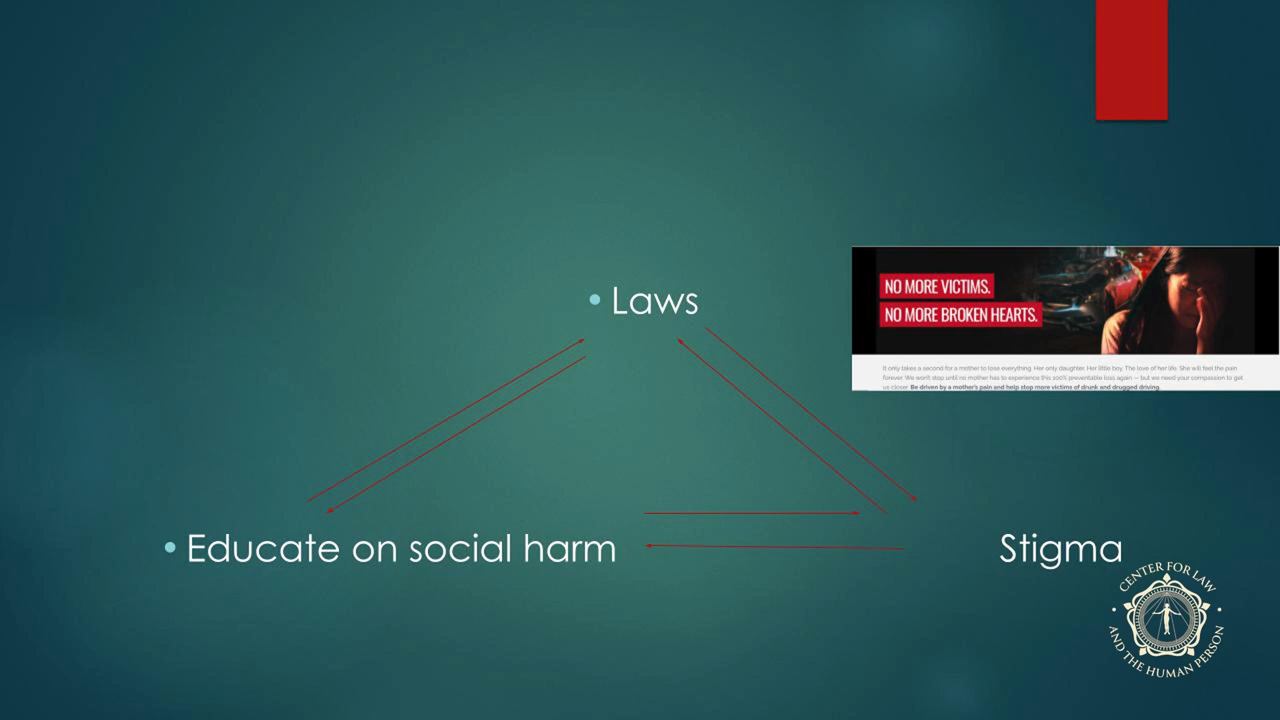 Laws
NO MORE VICTIMS.
NO MORE BROKEN HEARTS.
It only takes a second for a mother to lose everything. Her only daughter. Her little boy. The love of her life. She will feel the pain
forever. We won't stop until no mother has to experience this 100% preventable loss again — but we need your compassion to get
us closer. Be driven by a mother's pain and help stop more victims of drunk and drugged driving.
Educate on social harm
Stigma
CENTER FOR LAW
AND THE HUMAN PERSON